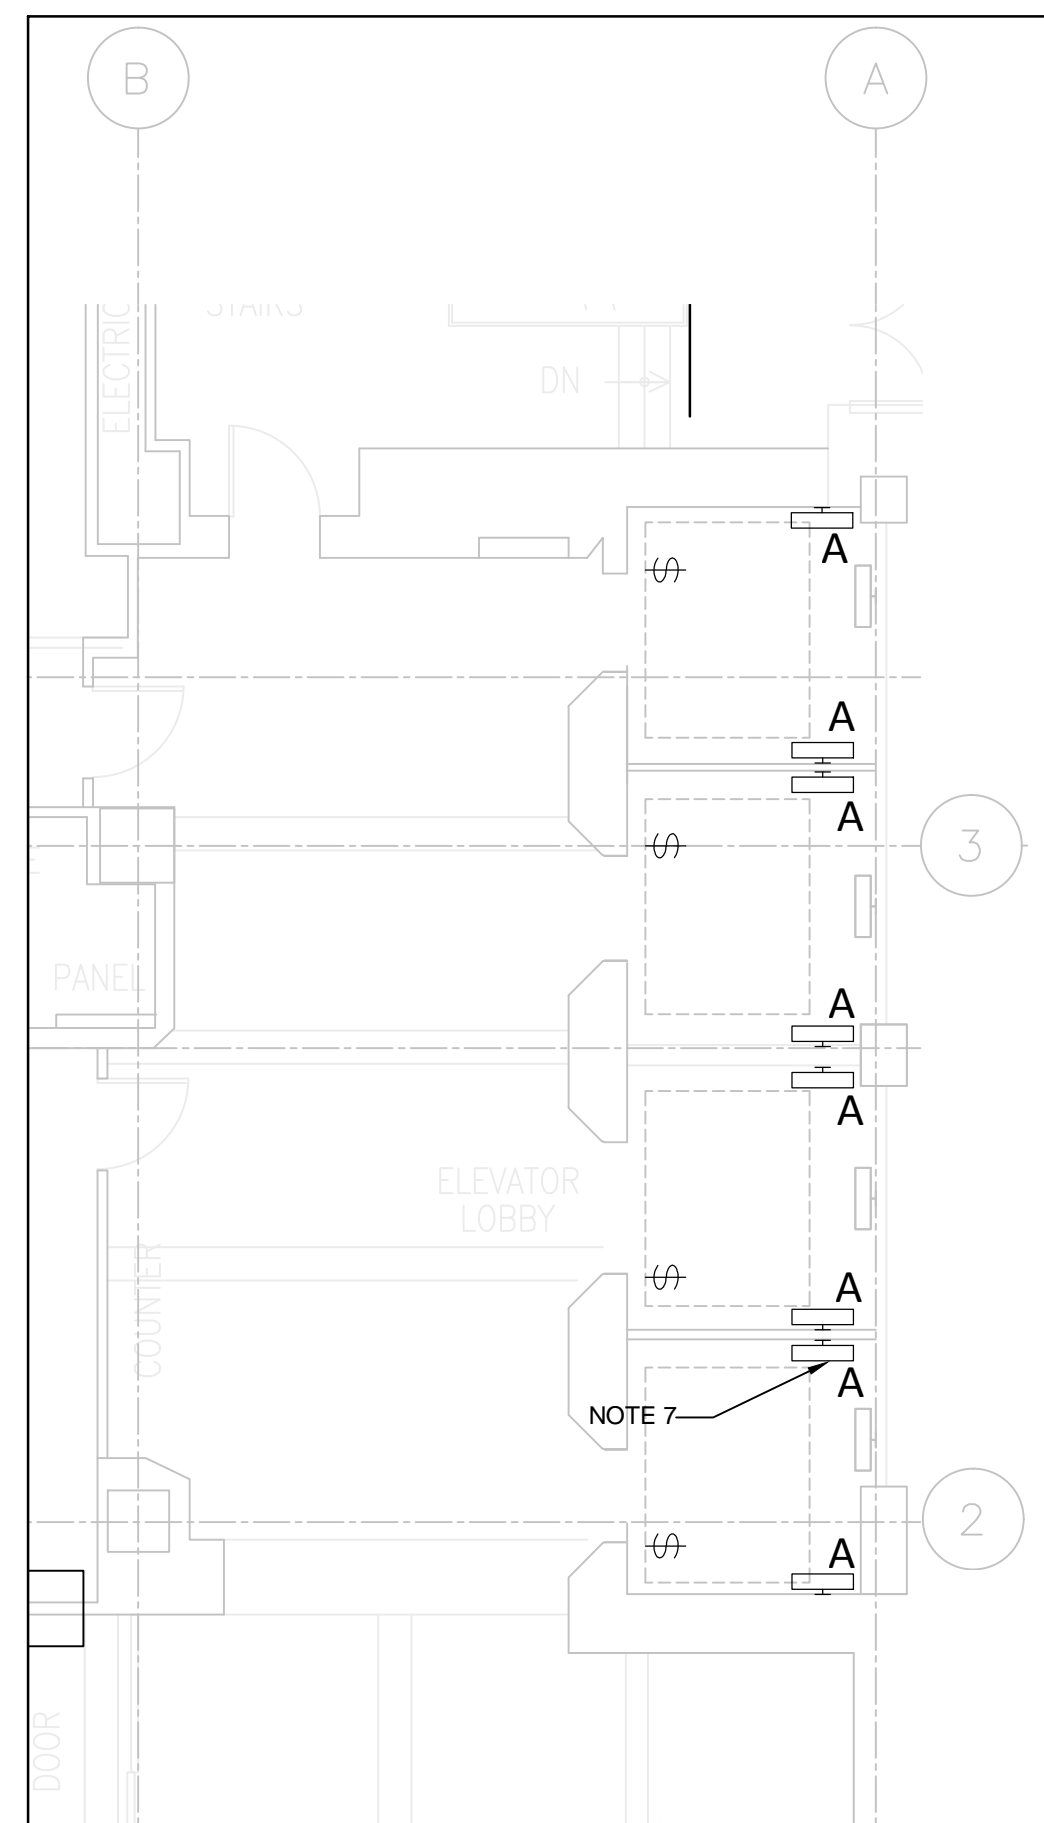 B
A
ELECTRIC
STAIRS
DN
A
$
A
A
$
3
PANEL
A
A
ELEVATOR
LOBBY
COUNTER
$
A
A
NOTE 7
2
$
A
DOOR